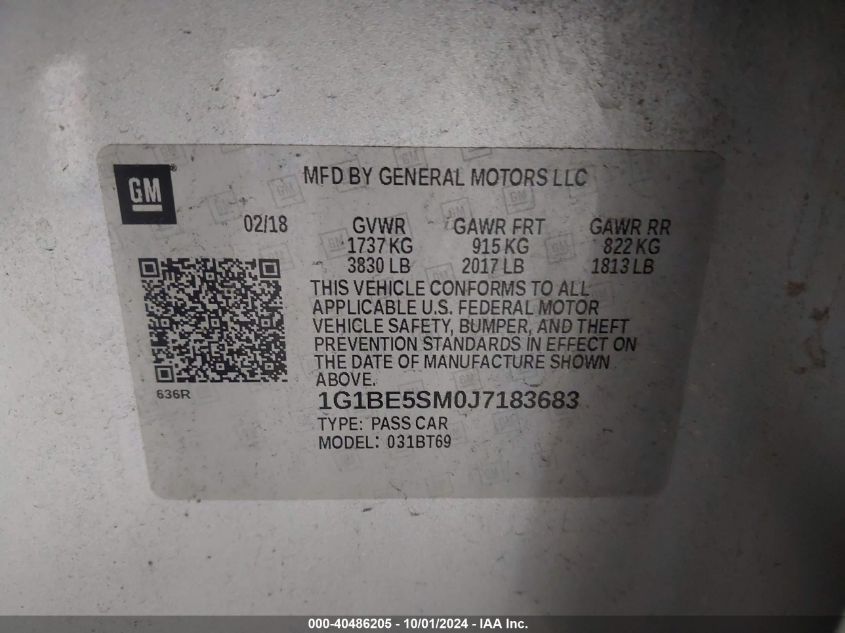 GM
MFD BY GENERAL MOTORS LLC
02/18 GVWR GAWR FRT GAWR RR
1737 KG 915 KG 822 KG
3830 LB 2017 LB 1813 LB
THIS VEHICLE CONFORMS TO ALL
APPLICABLE U.S. FEDERAL MOTOR
VEHICLE SAFETY, BUMPER, AND THEFT
PREVENTION STANDARDS IN EFFECT ON
THE DATE OF MANUFACTURE SHOWN
ABOVE.
636R
1G1BE5SM0J7183683
TYPE: PASS CAR
MODEL: 031BT69
000-40486205 - 10/01/2024 - IAA Inc.